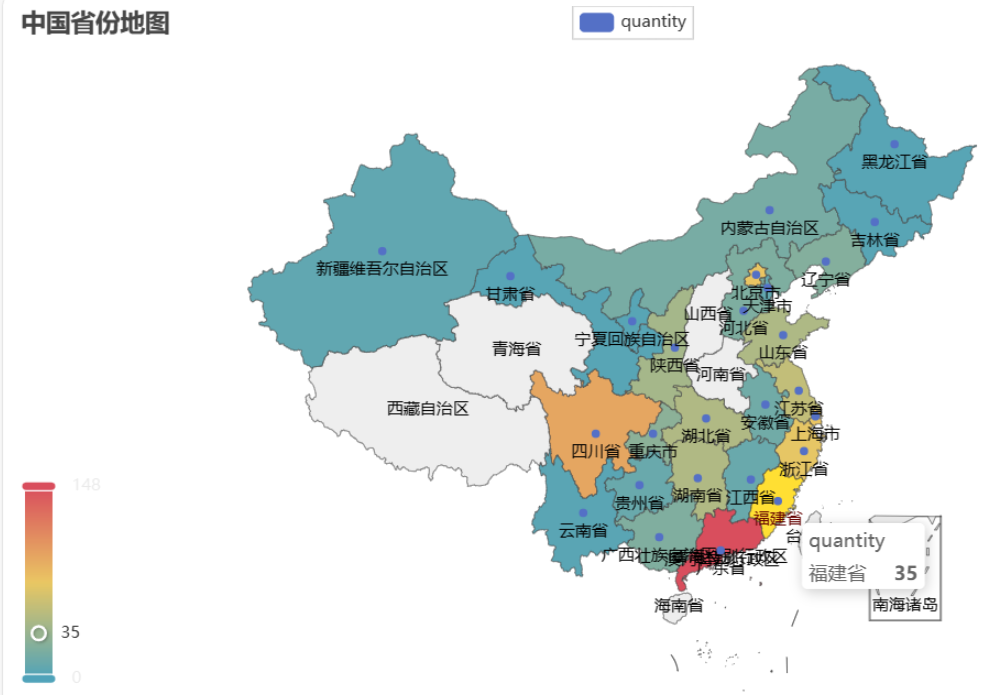 中国省份地图
quantity
黑龙江省
内蒙古自治区
吉林省
新疆维吾尔自治区
辽宁省
甘肃省
北京市
天津市
山西省
河北省
宁夏回族自治区
青海省
山东省
陕西省
河南省
西藏自治区
江苏省
安徽省
上海市
湖北省
四川省
重庆市
浙江省
148
贵州省
湖南省
江西省
福建省
云南省
台
quantity
福建省 35
广西壮族自治区
行政区
广东省
海南省
南海诸岛
35
0